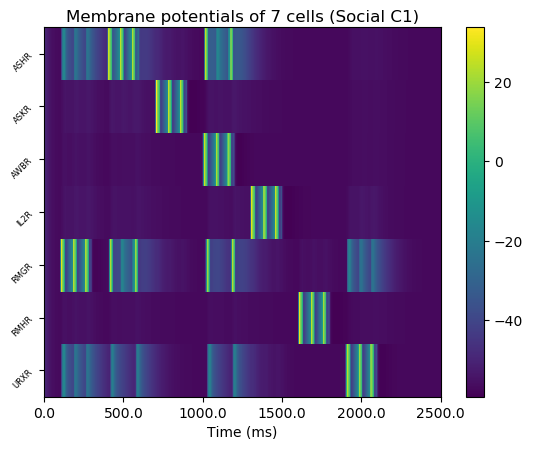 Membrane potentials of 7 cells (Social C1)
ASHR
ASKR
AWBR
IL2R
RMGR
RMHR
URXR
0.0 500.0 1000.0 1500.0 2000.0 2500.0
Time (ms)
20
0
−20
−40